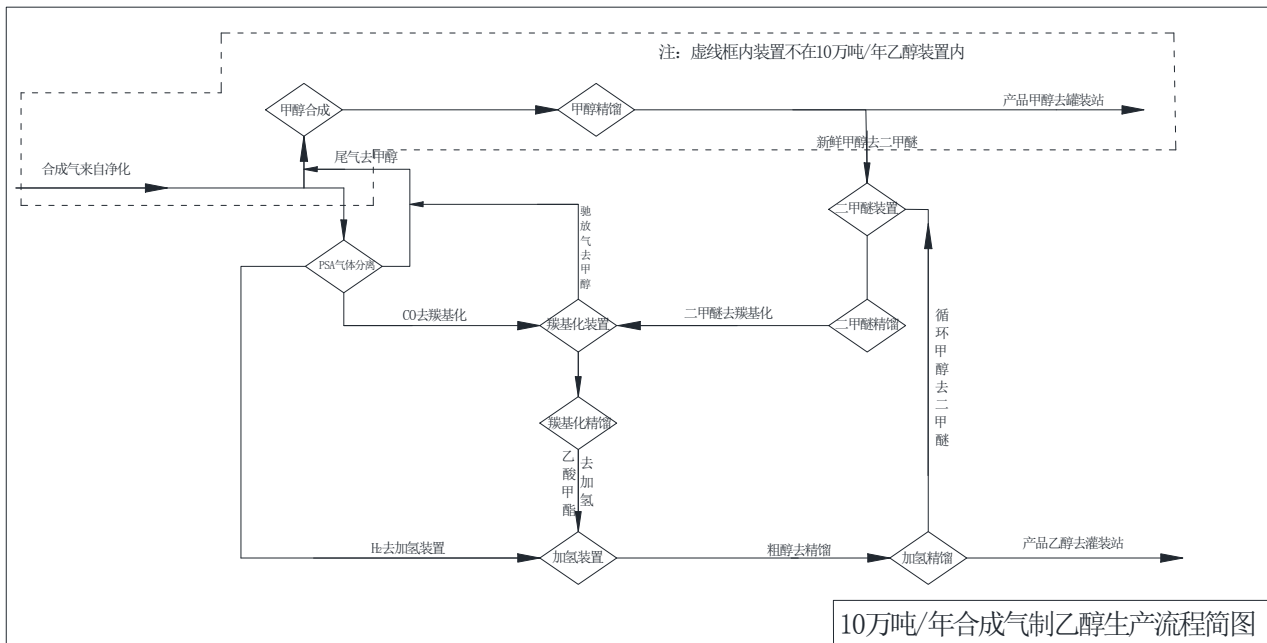 注：虚线框内装置不在10万吨/年乙醇装置内
甲醇合成
甲醇精馏
产品甲醇去罐装站
新鲜甲醇去二甲醚
尾气去甲醇
合成气来自净化
二甲醚装置
驰放气去甲醇
PSA气体分离
CO去羰基化
羰基化装置
二甲醚去羰基化
二甲醚精馏
循环甲醇去二甲醚
羰基化精馏
乙酸甲酯
去加氢
H₂去加氢装置
加氢装置
粗醇去精馏
加氢精馏
产品乙醇去灌装站
10万吨/年合成气制乙醇生产流程简图